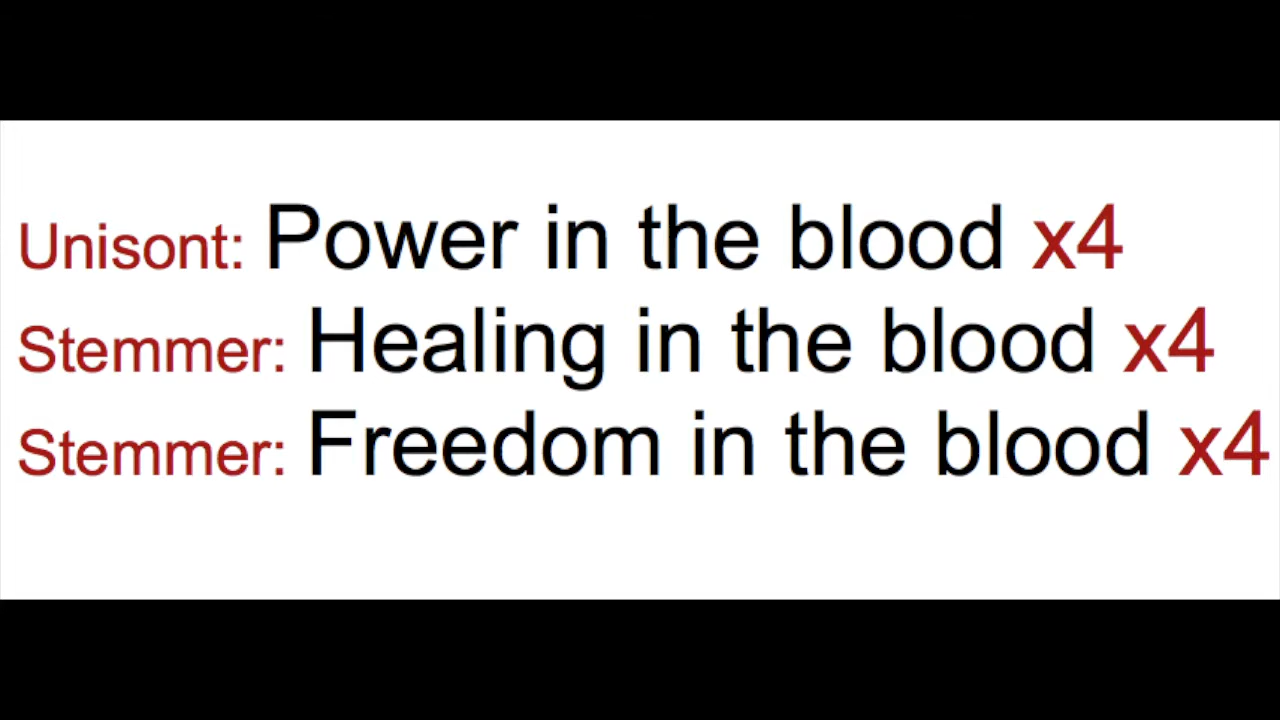 Unisont: Power in the blood x4
Stemmer: Healing in the blood x4
Stemmer: Freedom in the blood x4